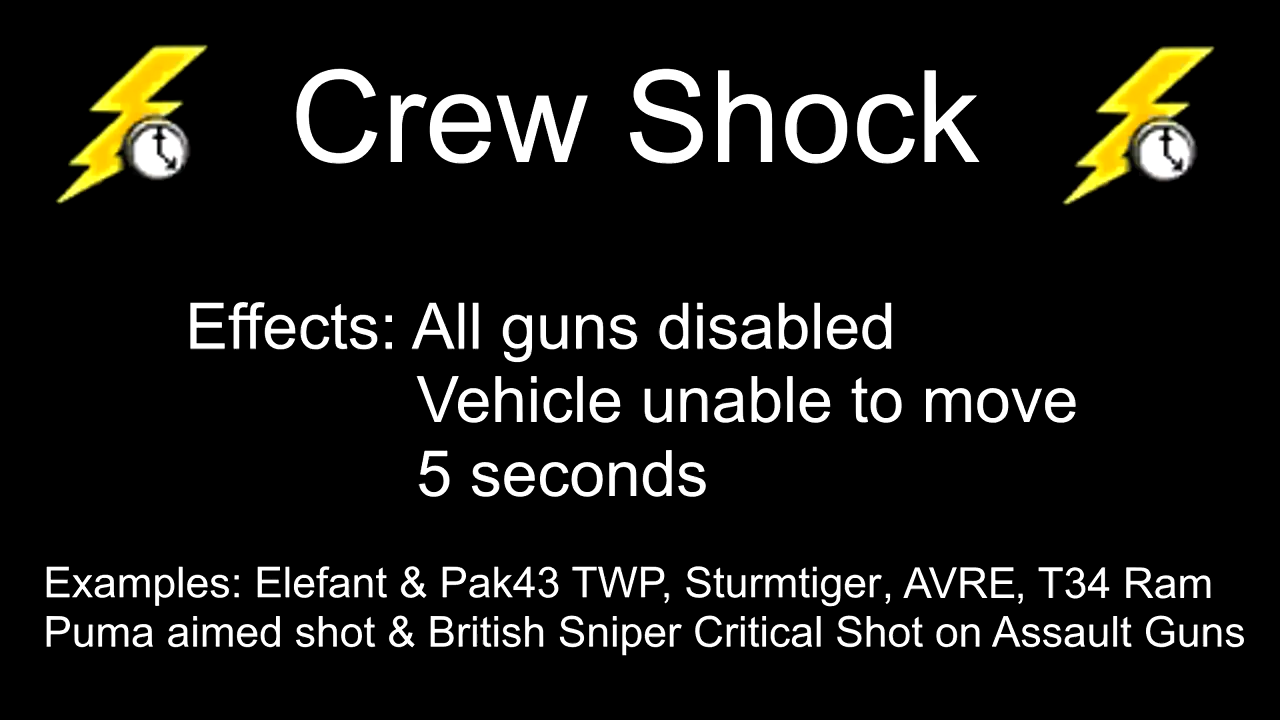 Crew Shock
Effects: All guns disabled
Vehicle unable to move
5 seconds
Examples: Elefant & Pak43 TWP, Sturmtiger, AVRE, T34 Ram
Puma aimed shot & British Sniper Critical Shot on Assault Guns